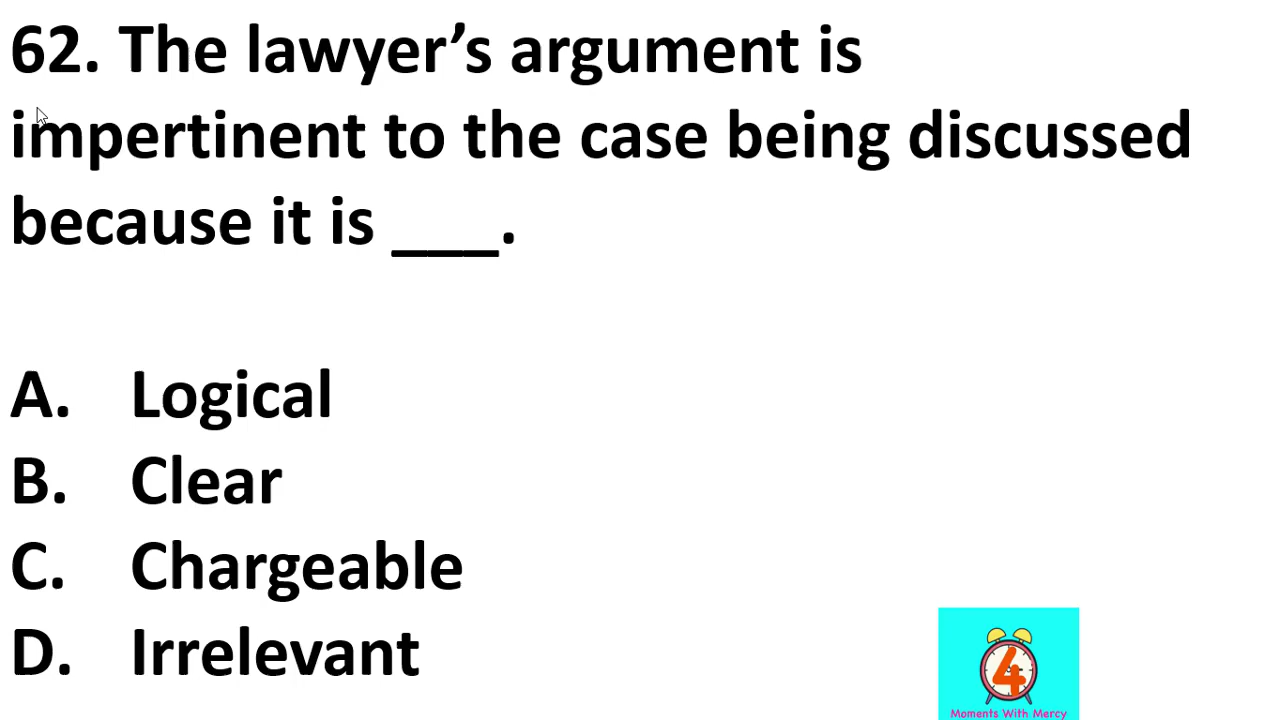 62. The lawyer’s argument is
impertinent to the case being discussed
because it is ___.
A. Logical
B. Clear
C. Chargeable
D. Irrelevant
4
Moments With Mercy